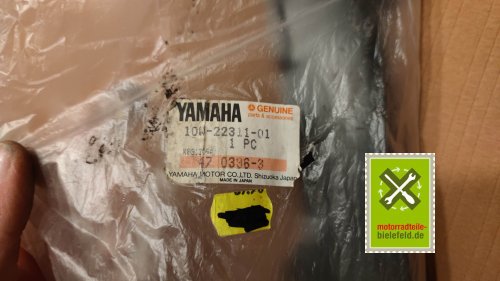 YAMAHA
GENUINE
parts & accessories
10W-22311-01
1 PC
47 0336-3
YAMAHA MOTOR CO.,LTD. Shizuoka Japan
MADE IN JAPAN
motorradteile-
bielefeld.de